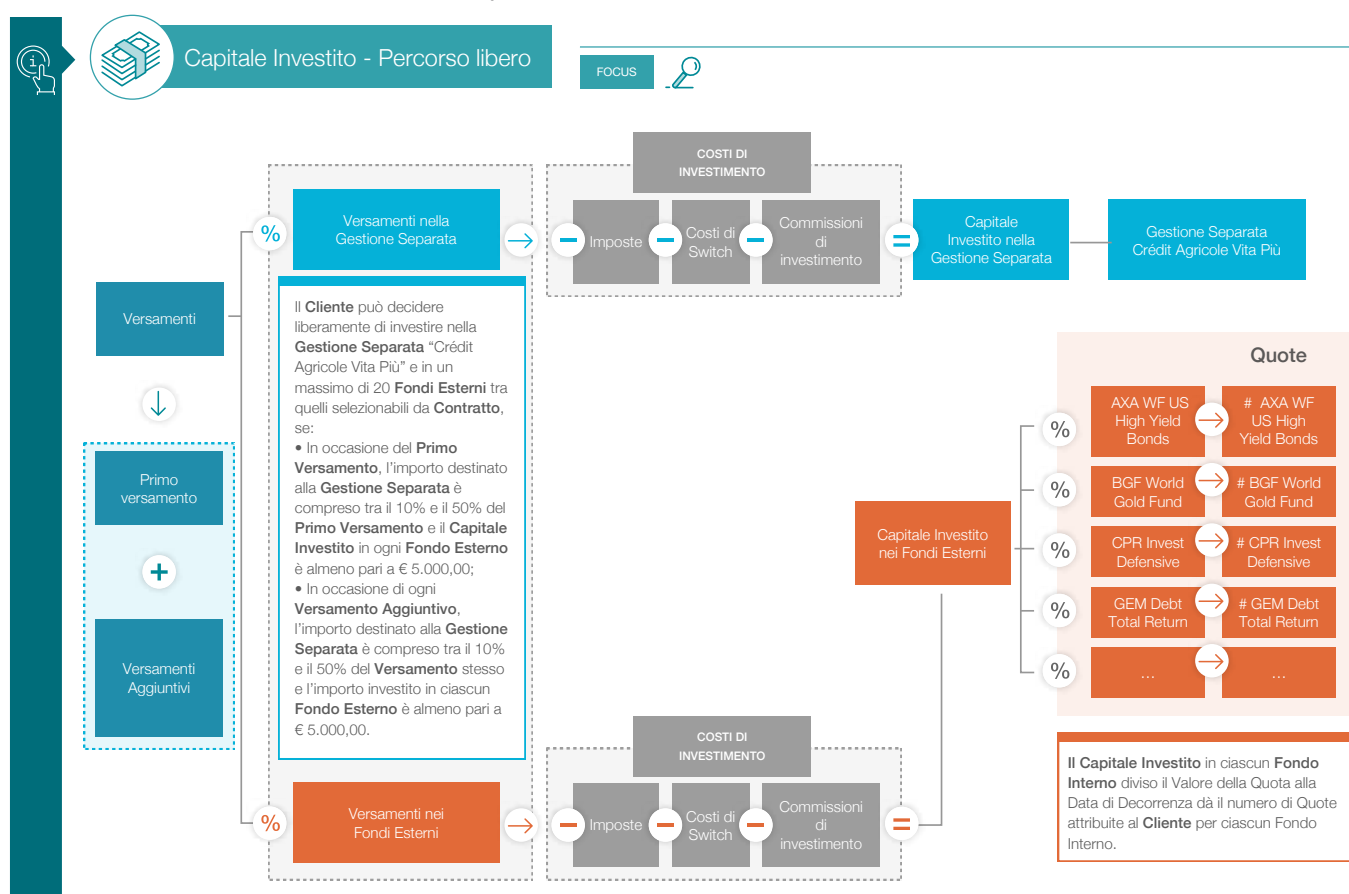 Capitale Investito - Percorso libero
FOCUS
COSTI DI
INVESTIMENTO
%
Versamenti nella
Gestione Separata
Imposte
Costi di
Switch
Commissioni
di
investimento
=
Capitale
Investito nella
Gestione Separata
Gestione Separata
Crédit Agricole Vita Più
Versamenti
Primo
versamento
+
Versamenti
Aggiuntivi
Il Cliente può decidere
liberamente di investire nella
Gestione Separata “Crédit
Agricole Vita Più” e in un
massimo di 20 Fondi Esterni tra
quelli selezionabili da Contratto,
se:
• In occasione del Primo
Versamento, l’importo destinato
alla Gestione Separata è
compreso tra il 10% e il 50% del
Primo Versamento e il Capitale
Investito in ogni Fondo Esterno
è almeno pari a € 5.000,00;
• In occasione di ogni
Versamento Aggiuntivo,
l’importo destinato alla Gestione
Separata è compreso tra il 10%
e il 50% del Versamento stesso
e l’importo investito in ciascun
Fondo Esterno è almeno pari a
€ 5.000,00.
%
Versamenti nei
Fondi Esterni
COSTI DI
INVESTIMENTO
Imposte
Costi di
Switch
Commissioni
di
investimento
=
Capitale Investito
nei Fondi Esterni
Quote
%
AXA WF US
High Yield
Bonds
# AXA WF
US High
Yield Bonds
%
BGF World
Gold Fund
# BGF World
Gold Fund
%
CPR Invest
Defensive
# CPR Invest
Defensive
%
GEM Debt
Total Return
# GEM Debt
Total Return
%
...
...
Il Capitale Investito in ciascun Fondo
Interno diviso il Valore della Quota alla
Data di Decorrenza dà il numero di Quote
attribuite al Cliente per ciascun Fondo
Interno.